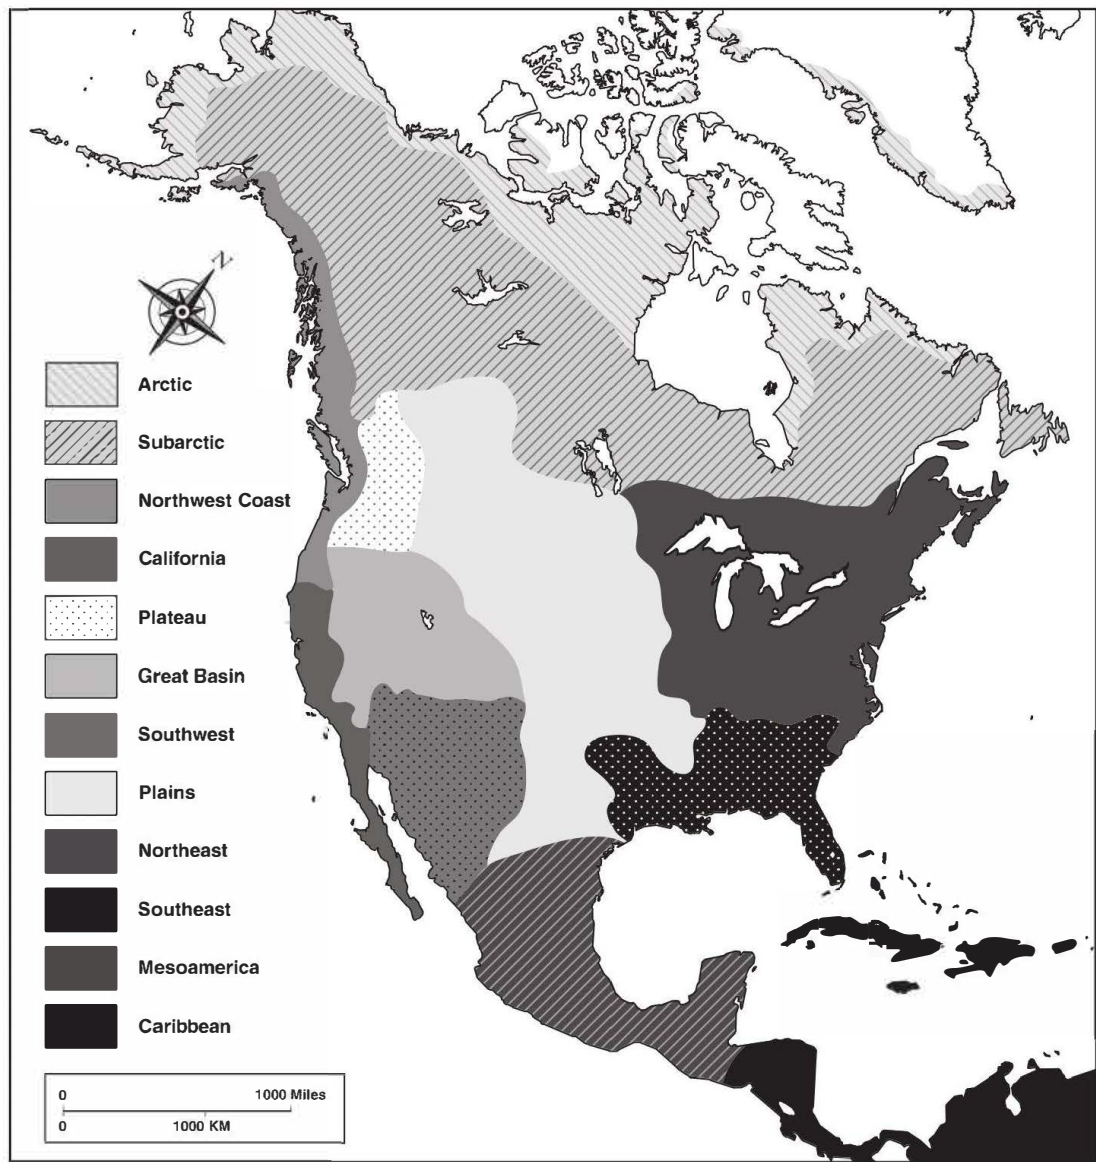 N
Arctic
Subarctic
Northwest Coast
California
Plateau
Great Basin
Southwest
Plains
Northeast
Southeast
Mesoamerica
Caribbean
0 1000 Miles
0 1000 KM